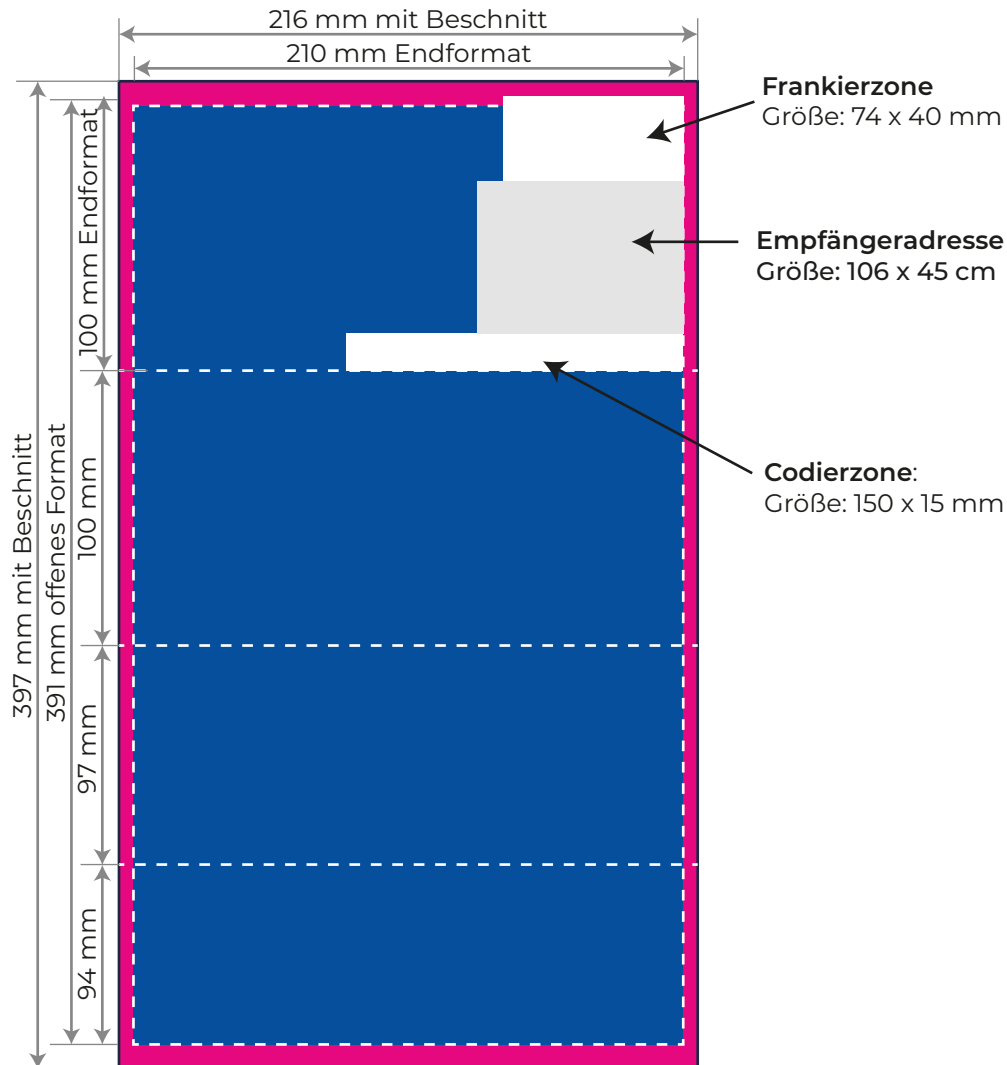 216 mm mit Beschnitt
210 mm Endformat
Frankierzone
Größe: 74 x 40 mm
100 mm Endformat
Empfängeradresse
Größe: 106 x 45 cm
397 mm mit Beschnitt
391 mm offenes Format
100 mm
Codierzone:
Größe: 150 x 15 mm
97 mm
94 mm